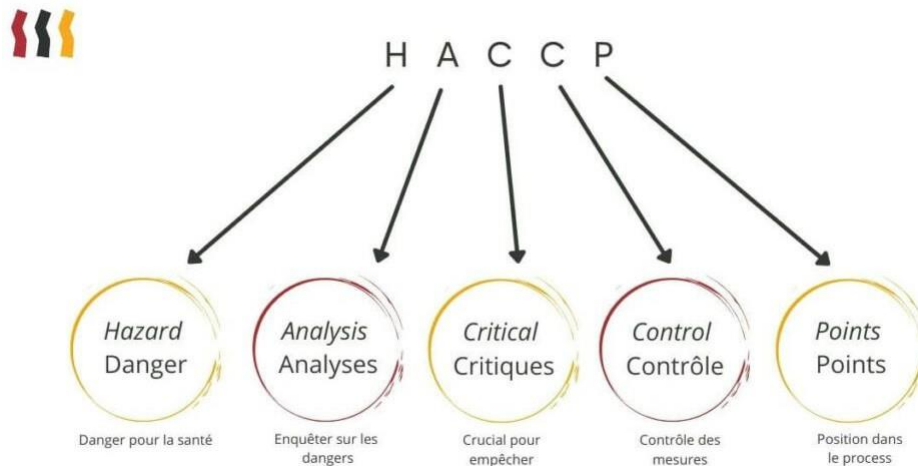 H A C C P
Hazard
Danger
Danger pour la santé
Analysis
Analyses
Enquêter sur les
dangers
Critical
Critiques
Crucial pour
empêcher
Control
Contrôle
Contrôle des
mesures
Points
Points
Position dans
le process